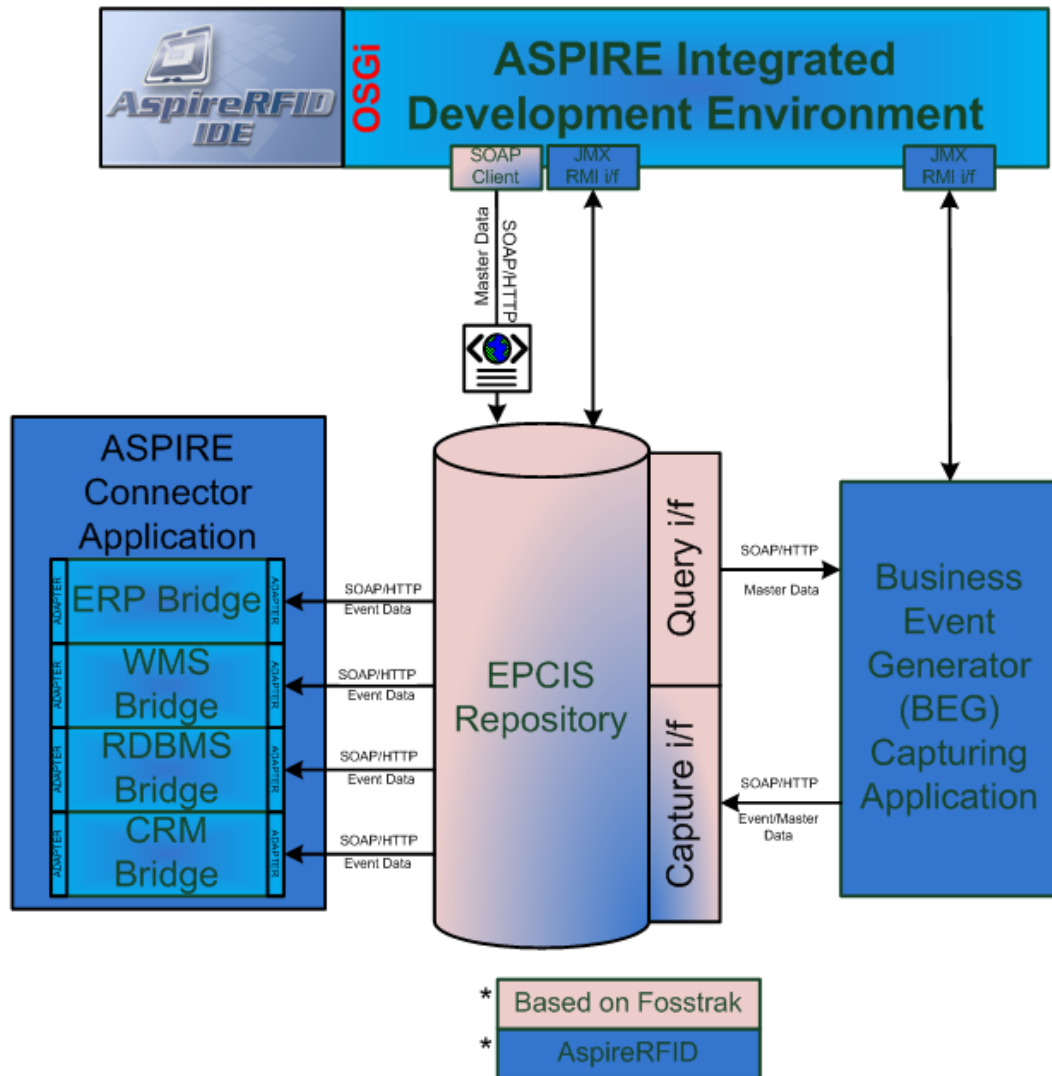 AspireRFID
IDE
OSGi
ASPIRE Integrated
Development Environment
SOAP
Client
JMX
RMI i/f
JMX
RMI i/f
Master Data
SOAP/HTTP
ASPIRE
Connector
Application
ADAPTER
ERP Bridge
ADAPTER
ADAPTER
WMS
Bridge
ADAPTER
ADAPTER
RDBMS
Bridge
ADAPTER
ADAPTER
CRM
Bridge
ADAPTER
SOAP/HTTP
Event Data
SOAP/HTTP
Event Data
SOAP/HTTP
Event Data
SOAP/HTTP
Event Data
EPCIS
Repository
Query i/f
Capture i/f
SOAP/HTTP
Master Data
SOAP/HTTP
Event/Master
Data
Business
Event
Generator
(BEG)
Capturing
Application
* Based on Fosstrak
* AspireRFID